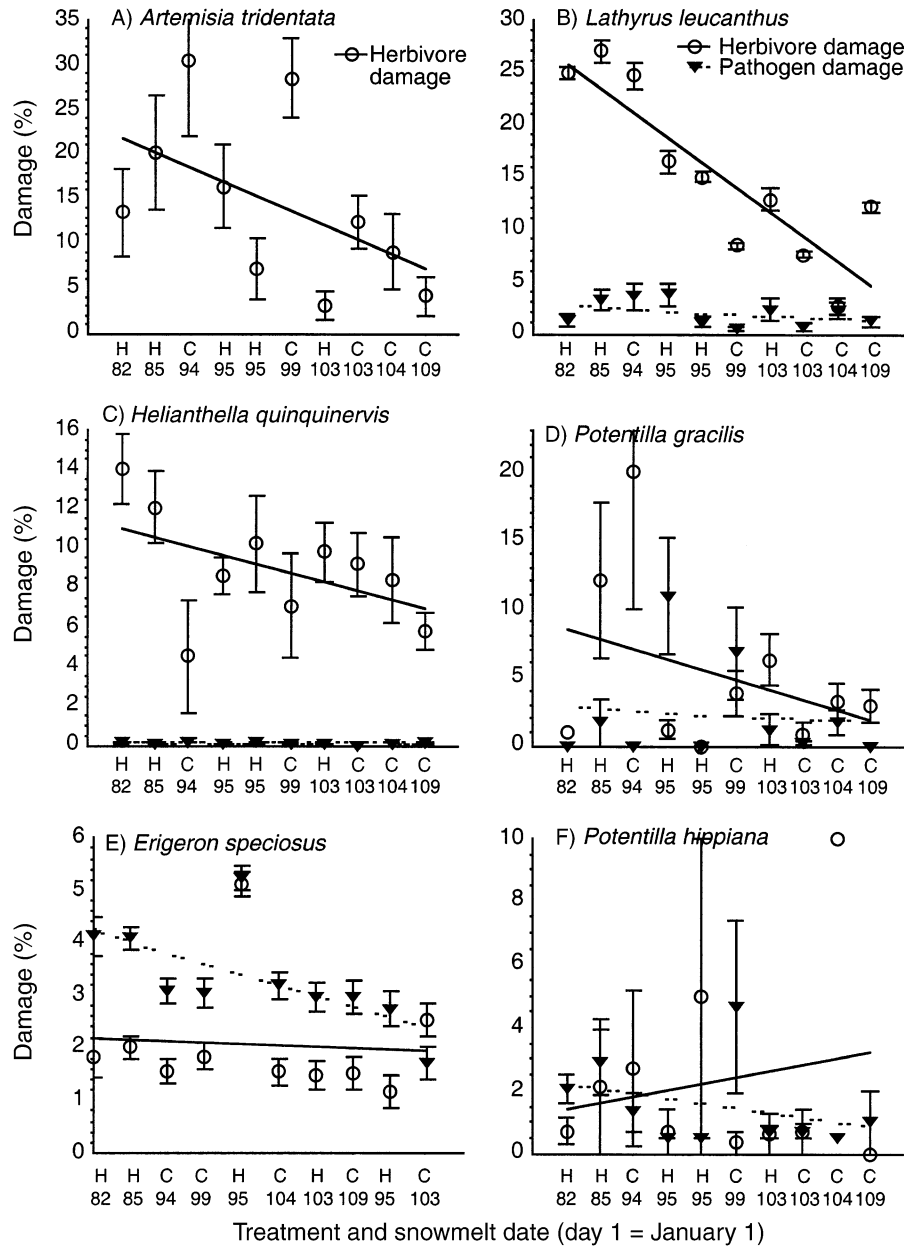 A) Artemisia tridentata
35
30
25
20
15
10
5
0
Damage (%)
Herbivore
damage
H H C H H C H C C C
82 85 94 95 95 99 103 103 104 109
B) Lathyrus leucanthus
30
25
20
15
10
5
0
Herbivore damage
Pathogen damage
H H C H H C H C C C
82 85 94 95 95 99 103 103 104 109
C) Helianthella quinquinervis
16
14
12
10
8
6
4
2
0
Damage (%)
H H C H H C H C C C
82 85 94 95 95 99 103 103 104 109
D) Potentilla gracilis
20
15
10
5
0
H H C H H C H C C C
82 85 94 95 95 99 103 103 104 109
E) Erigeron speciosus
6
5
4
3
2
1
0
Damage (%)
H H C C H C H C H C
82 85 94 99 95 104 103 109 95 103
F) Potentilla hippiana
10
8
6
4
2
0
H H C H H C H C C C
82 85 94 95 95 99 103 103 104 109
Treatment and snowmelt date (day 1 = January 1)